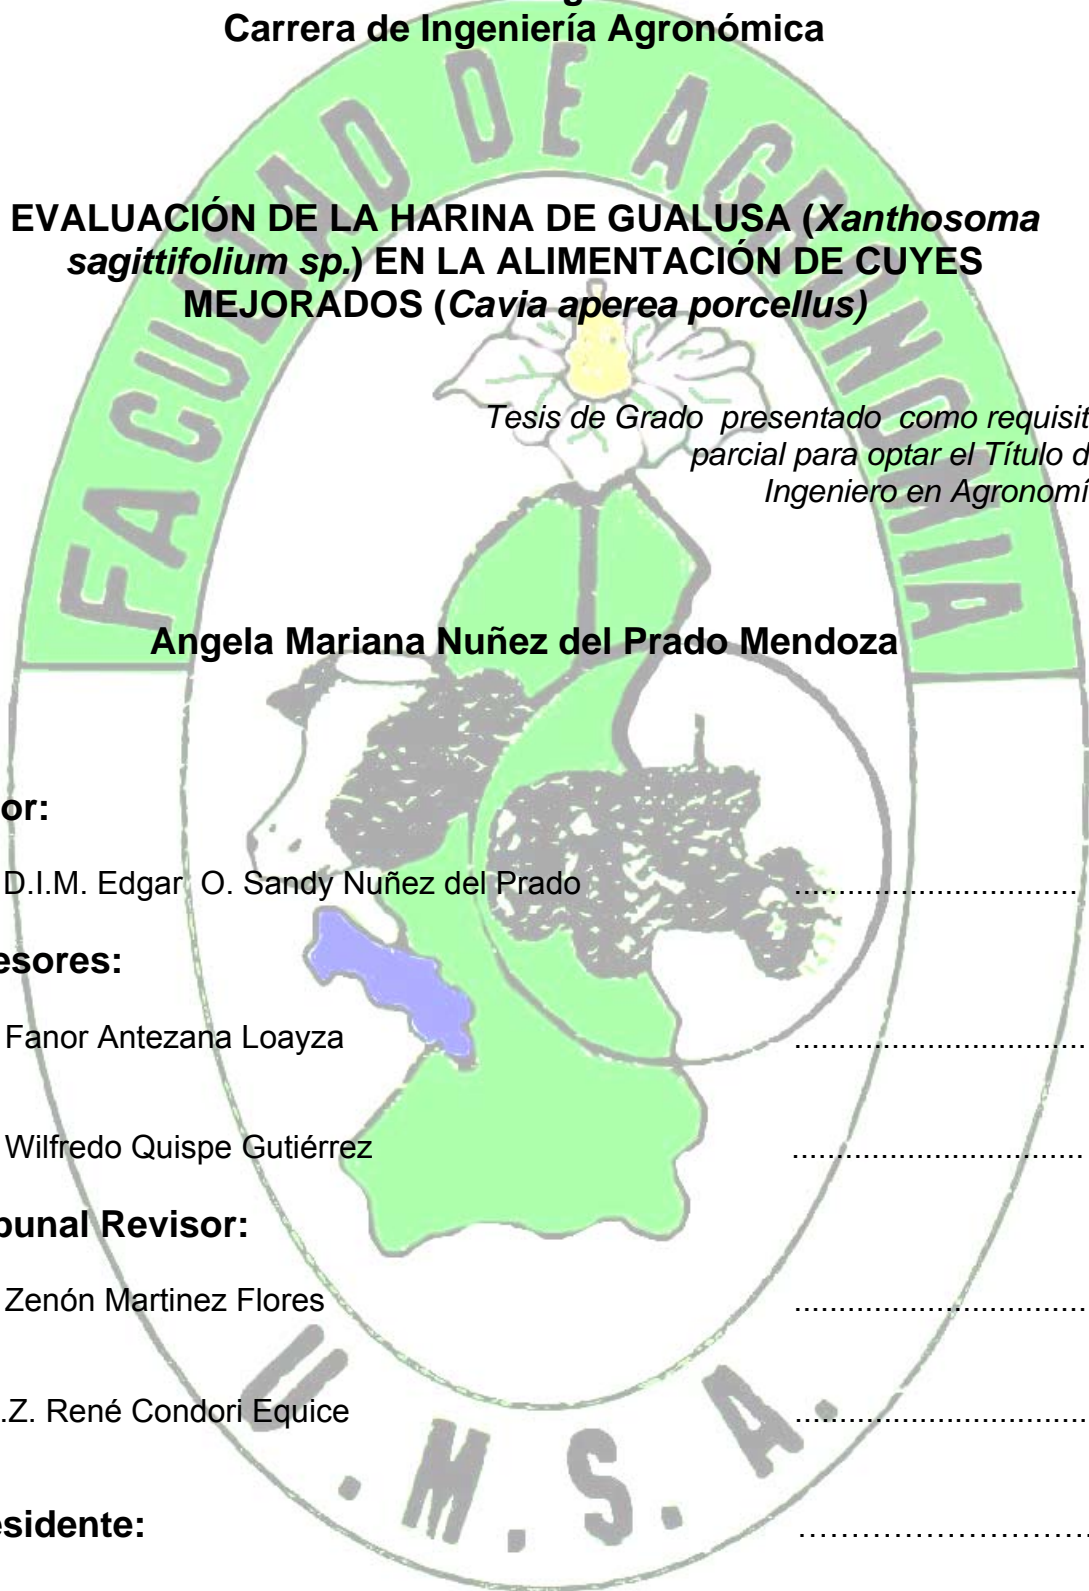 Carrera de Ingeniería Agronómica
FACULTAD DE AGRONOMIA
EVALUACIÓN DE LA HARINA DE GUALUSA (Xanthosoma
sagittifolium sp.) EN LA ALIMENTACIÓN DE CUYES
MEJORADOS (Cavia aperea porcellus)
Tesis de Grado presentado como requisit
parcial para optar el Título d
Ingeniero en Agronomí
Angela Mariana Nuñez del Prado Mendoza
or:
D.I.M. Edgar O. Sandy Nuñez del Prado ................................
esores:
Fanor Antezana Loayza ................................
Wilfredo Quispe Gutiérrez ................................
bunal Revisor:
Zenón Martinez Flores ................................
.Z. René Condori Equice ................................
esidente: ................................
U.M.S.A.